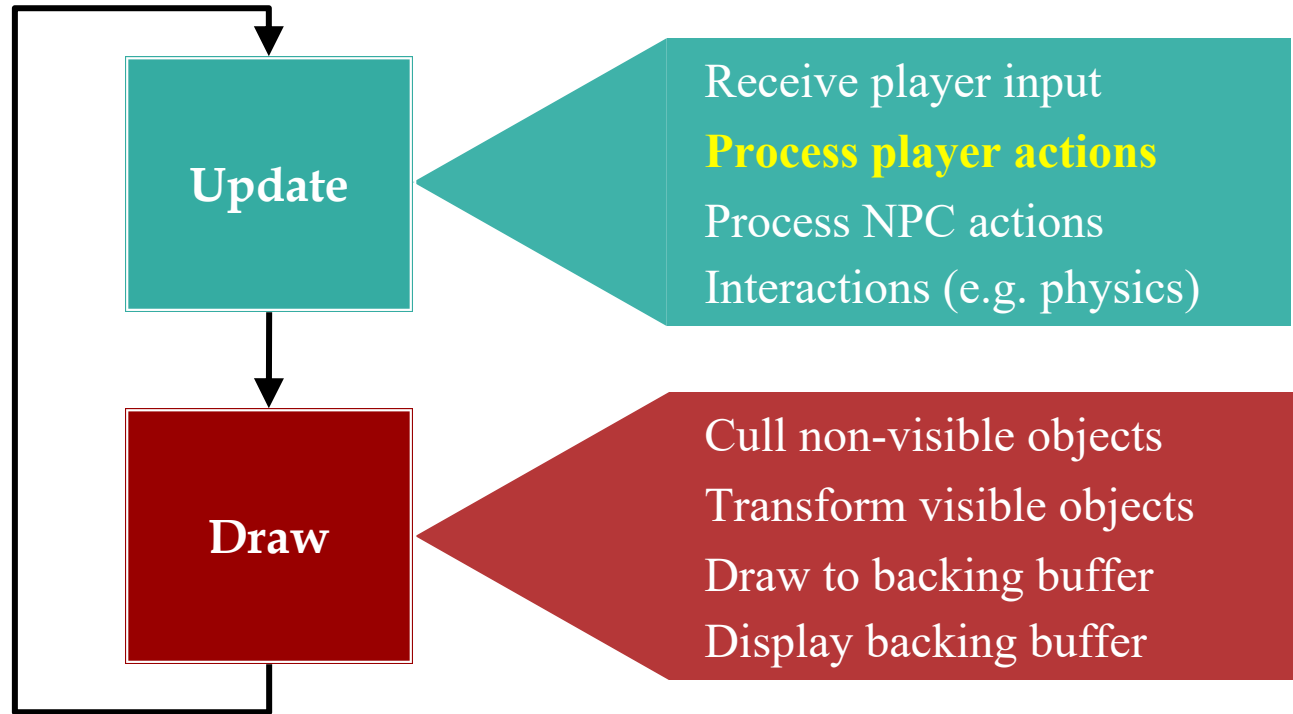 Update
Receive player input
Process player actions
Process NPC actions
Interactions (e.g. physics)
Draw
Cull non-visible objects
Transform visible objects
Draw to backing buffer
Display backing buffer